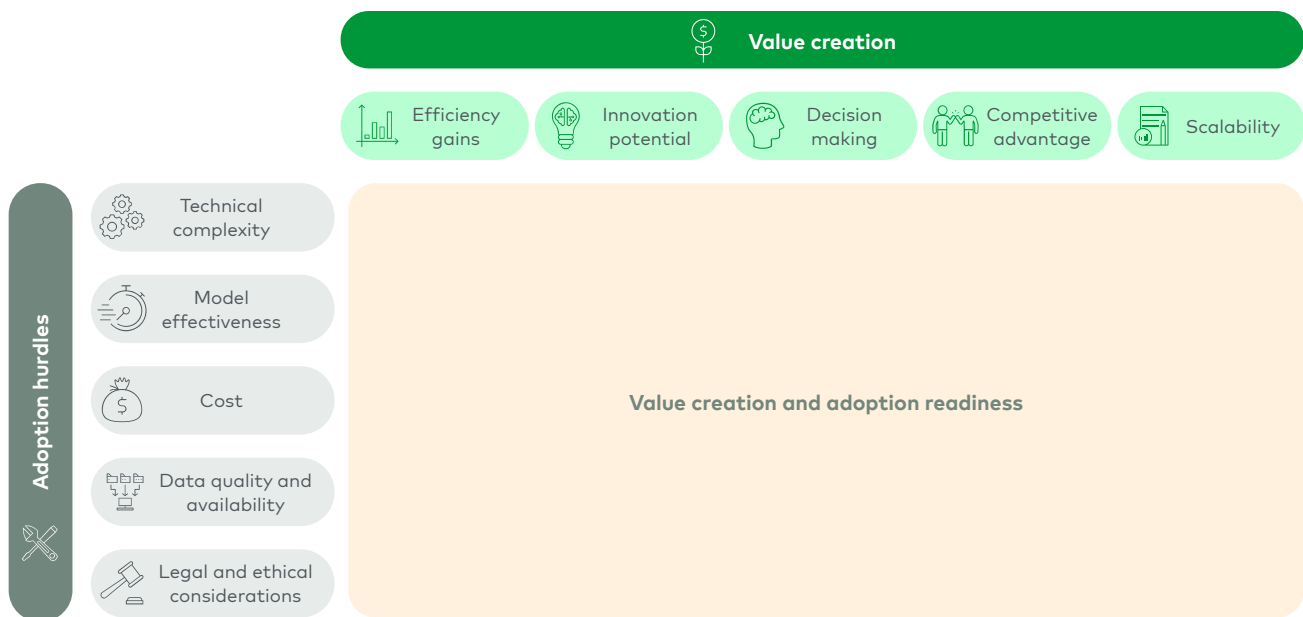 Value creation
Efficiency
gains
Innovation
potential
Decision
making
Competitive
advantage
Scalability
Adoption hurdles
Technical
complexity
Model
effectiveness
Cost
Data quality and
availability
Legal and ethical
considerations
Value creation and adoption readiness